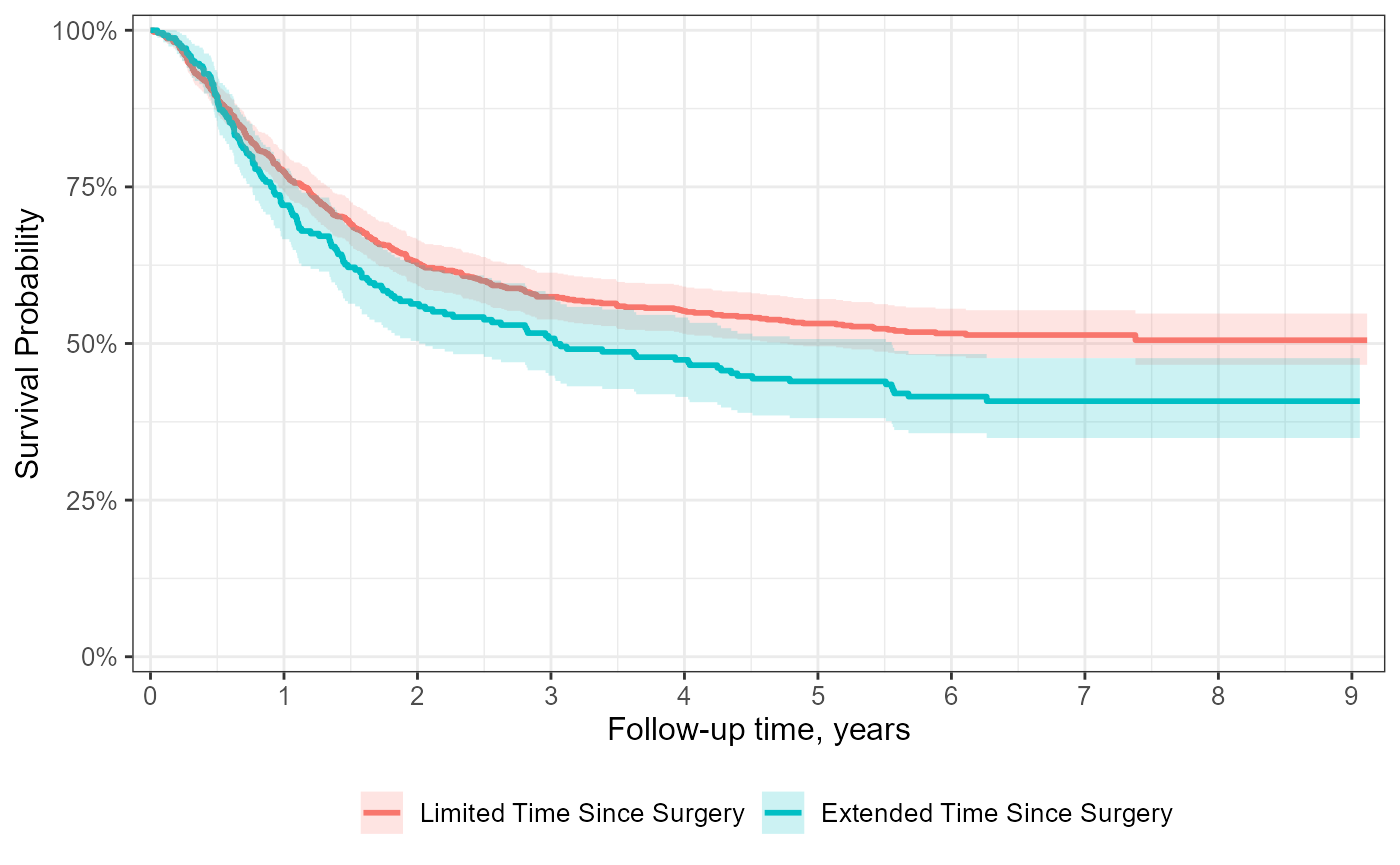 Survival Probability
100%
75%
50%
25%
0%
0 1 2 3 4 5 6 7 8 9
Follow-up time, years
Limited Time Since Surgery Extended Time Since Surgery